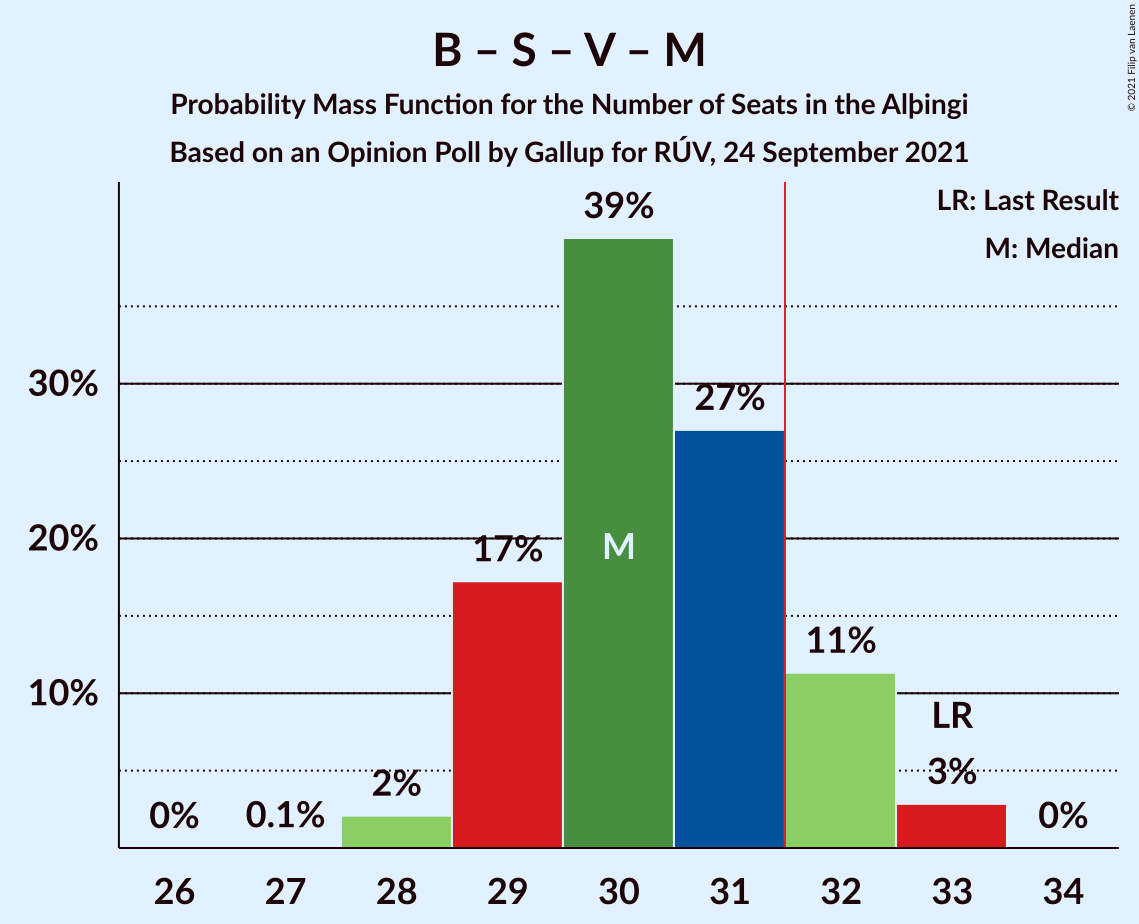 B – S – V – M
Probability Mass Function for the Number of Seats in the Alþingi
Based on an Opinion Poll by Gallup for RÚV, 24 September 2021
© 2021 Filip van Laenen
LR: Last Result
M: Median
39%
30%
27%
20%
17%
M
11%
10%
LR
3%
2%
0%
0.1%
0%
26 27 28 29 30 31 32 33 34